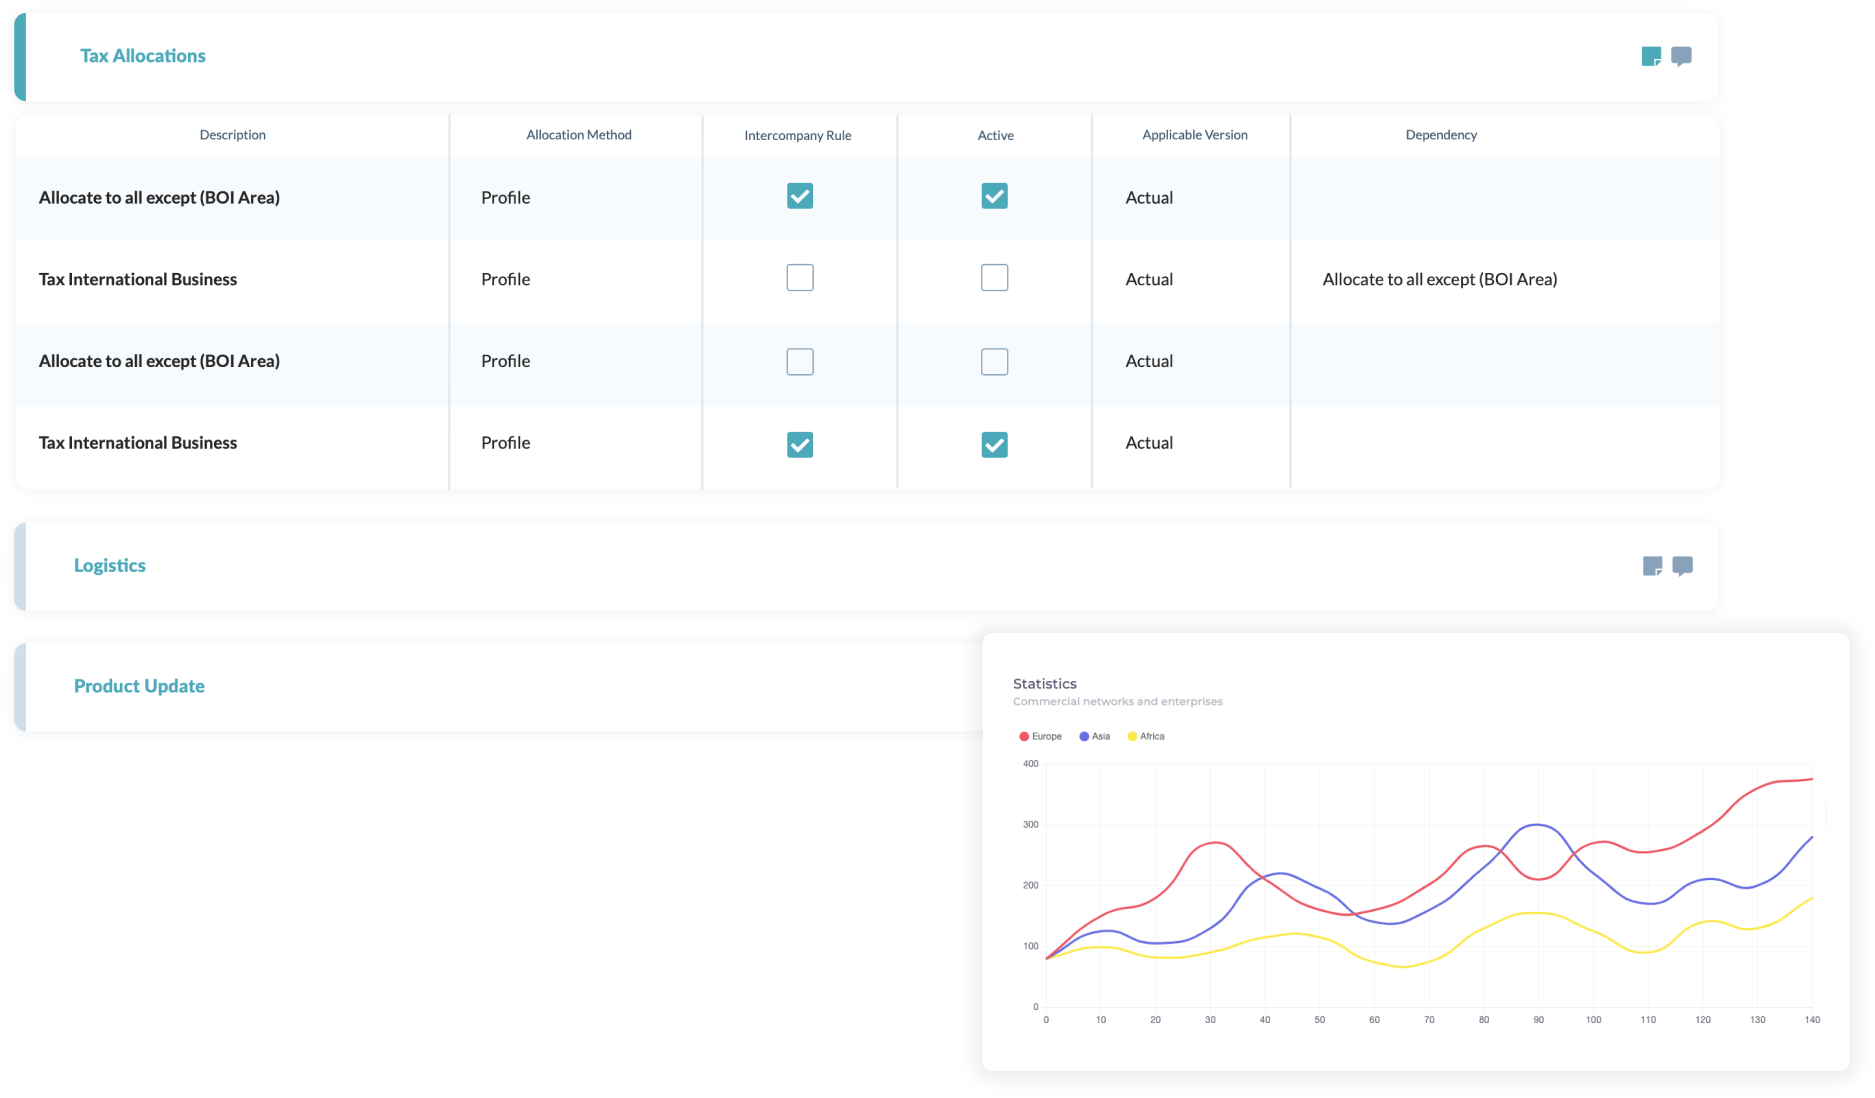 Tax Allocations
Description Allocation Method Intercompany Rule Active Applicable Version Dependency
Allocate to all except (BOI Area) Profile Actual
Tax International Business Profile Actual Allocate to all except (BOI Area)
Allocate to all except (BOI Area) Profile Actual
Tax International Business Profile Actual
Logistics
Product Update
Statistics
Commercial networks and enterprises
Europe Asia Africa
400
300
200
100
0
0 10 20 30 40 50 60 70 80 90 100 110 120 130 140